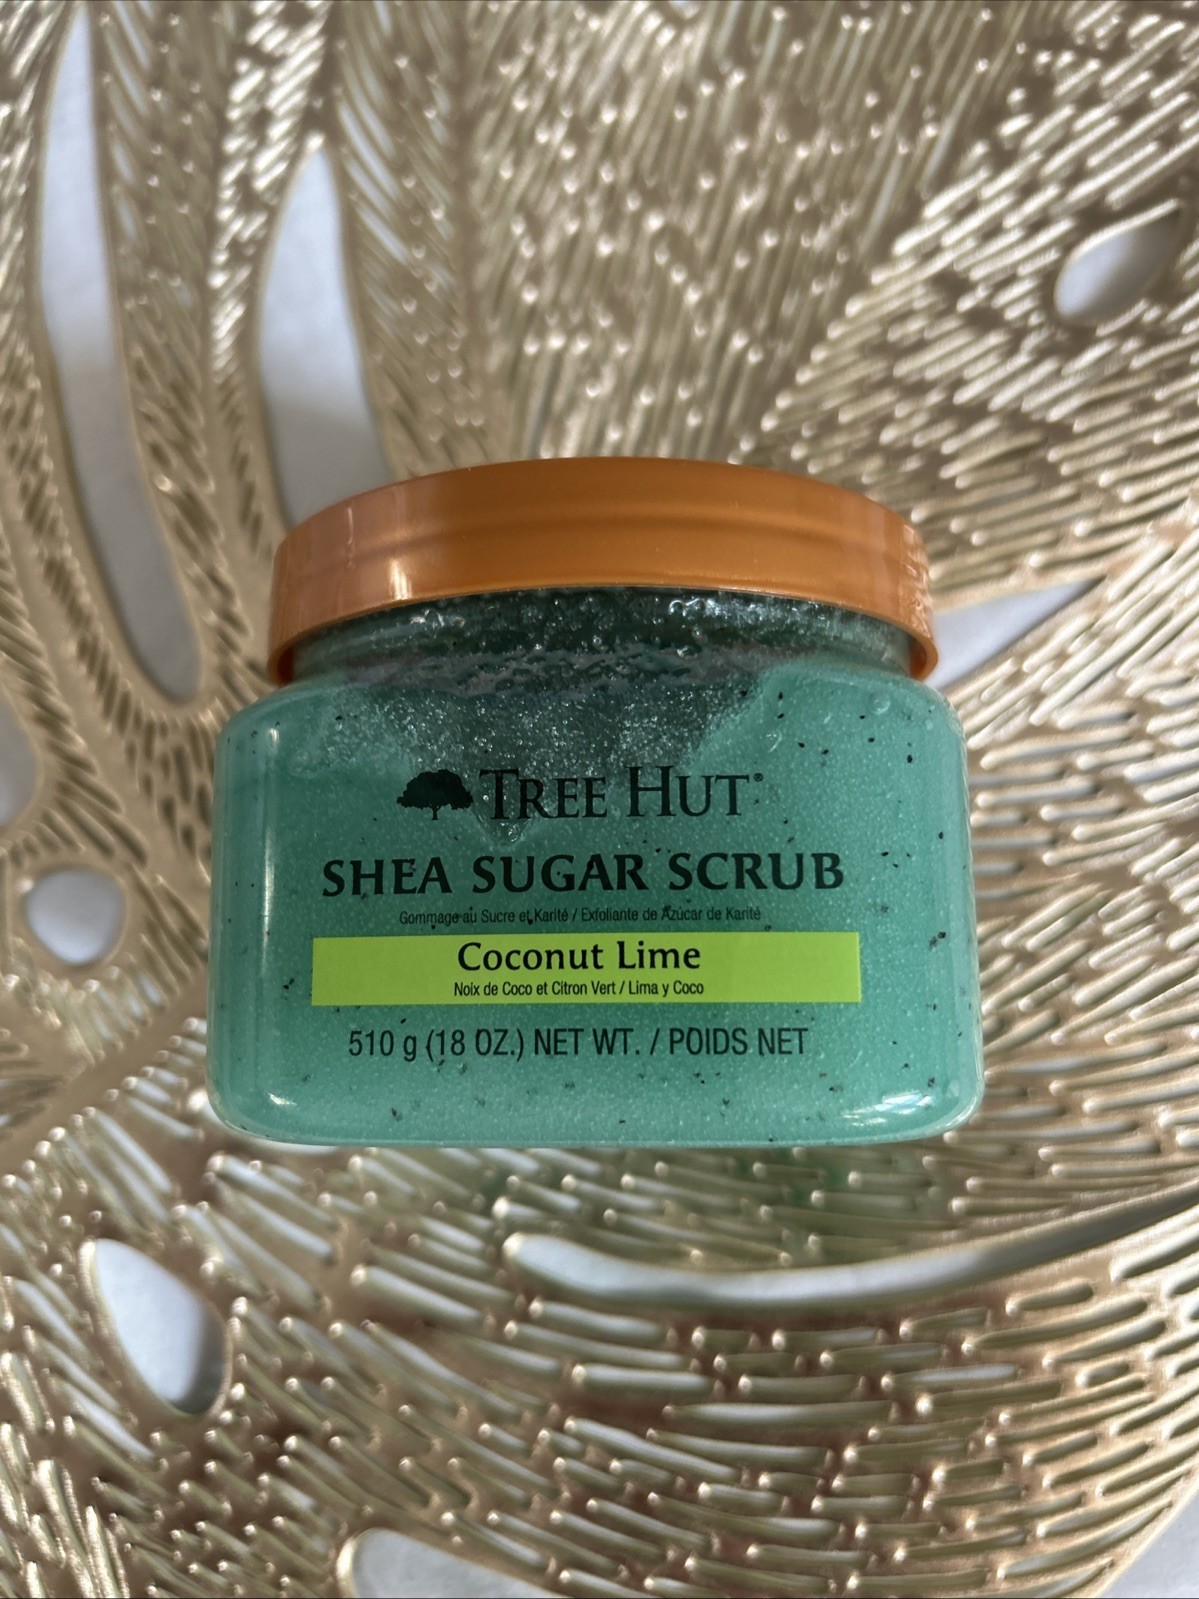 TREE HUT®
SHEA SUGAR SCRUB
Gommage au Sucre et Karité / Exfoliante de Azúcar de Karité
Coconut Lime
Noix de Coco et Citron Vert / Lima y Coco
510 g (18 OZ.) NET WT. / POIDS NET